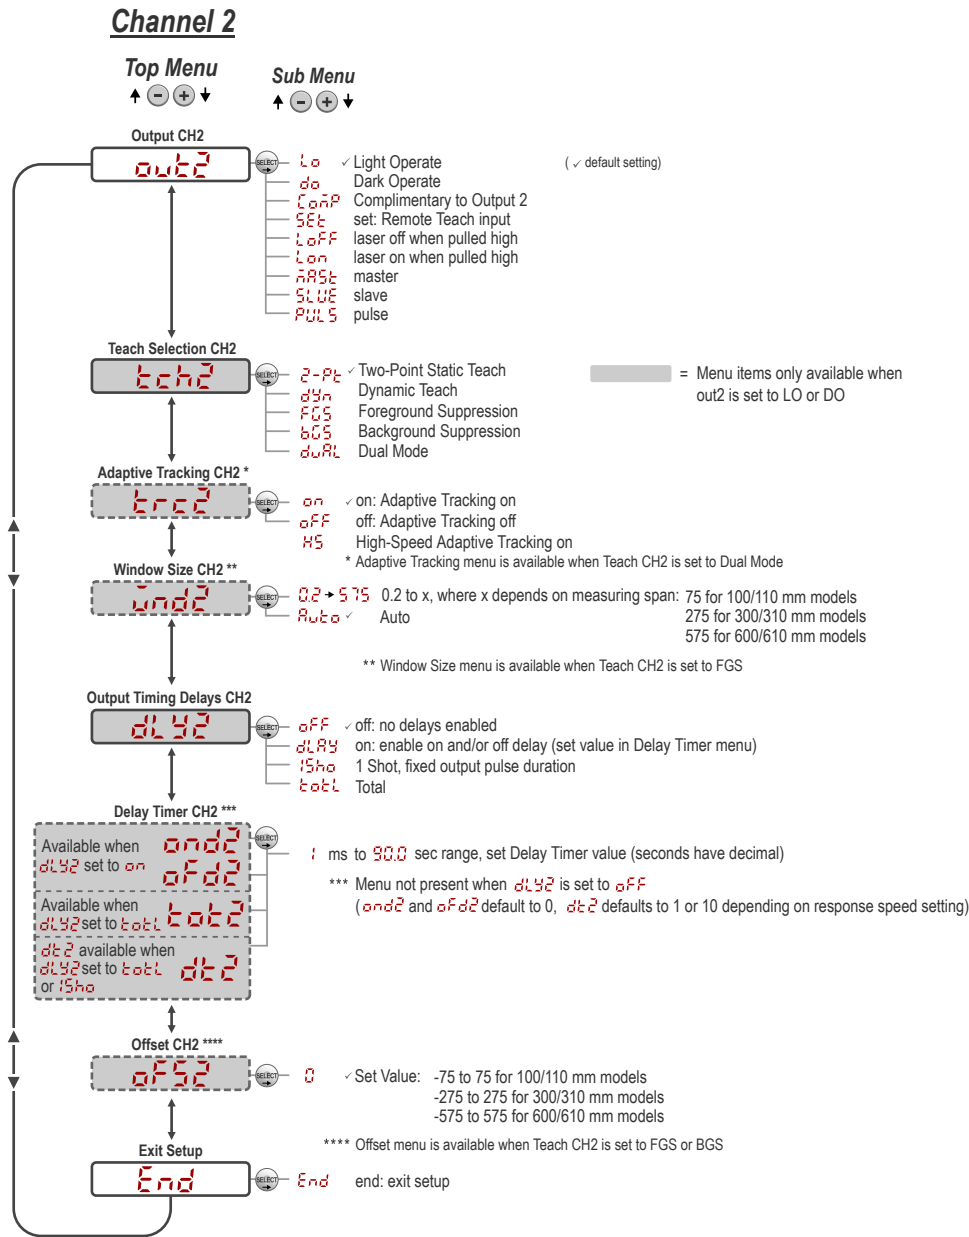 Channel 2
Top Menu
Sub Menu
- +
- +
Output CH2
out2
SELECT
Lo ✓ Light Operate
( ✓ default setting)
do Dark Operate
CoMP Complimentary to Output 2
SEt set: Remote Teach input
LoFF laser off when pulled high
Lon laser on when pulled high
MASt master
SLVE slave
PULS pulse
Teach Selection CH2
tch2
SELECT
2-Pt ✓ Two-Point Static Teach
dYn Dynamic Teach
FGS Foreground Suppression
bGS Background Suppression
duAL Dual Mode
= Menu items only available when
out2 is set to LO or DO
Adaptive Tracking CH2 *
trc2
SELECT
on ✓ on: Adaptive Tracking on
oFF off: Adaptive Tracking off
HS High-Speed Adaptive Tracking on
* Adaptive Tracking menu is available when Teach CH2 is set to Dual Mode
Window Size CH2 **
wnd2
SELECT
0.2 → 575 0.2 to x, where x depends on measuring span: 75 for 100/110 mm models
Auto ✓ Auto
275 for 300/310 mm models
575 for 600/610 mm models
** Window Size menu is available when Teach CH2 is set to FGS
Output Timing Delays CH2
dLY2
SELECT
oFF ✓ off: no delays enabled
dLAY on: enable on and/or off delay (set value in Delay Timer menu)
1Sho 1 Shot, fixed output pulse duration
totL Total
Delay Timer CH2 ***
Available when
dLY2 set to on
ond2
oFd2
SELECT
1 ms to 90.0 sec range, set Delay Timer value (seconds have decimal)
*** Menu not present when dLY2 is set to oFF
(ond2 and oFd2 default to 0, dt2 defaults to 1 or 10 depending on response speed setting)
Available when
dLY2 set to totL
tot2
dt2 available when
dLY2 set to totL
or 1Sho
dt2
Offset CH2 ****
oFS2
SELECT
0 ✓ Set Value: -75 to 75 for 100/110 mm models
-275 to 275 for 300/310 mm models
-575 to 575 for 600/610 mm models
**** Offset menu is available when Teach CH2 is set to FGS or BGS
Exit Setup
End
SELECT
End end: exit setup